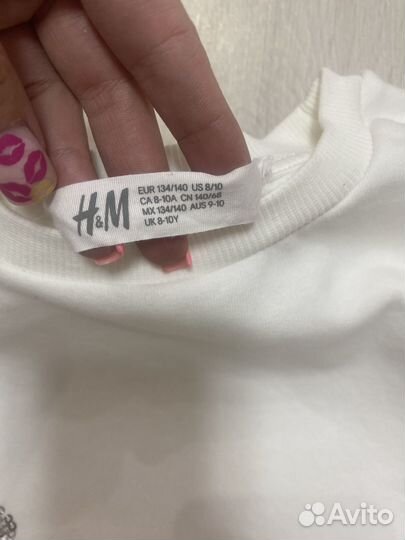 H&M
EUR 134/140 US 8/10
CA 8-10A CN 140/68
MX 134/140 AUS 9-10
UK 8-10Y
Avito